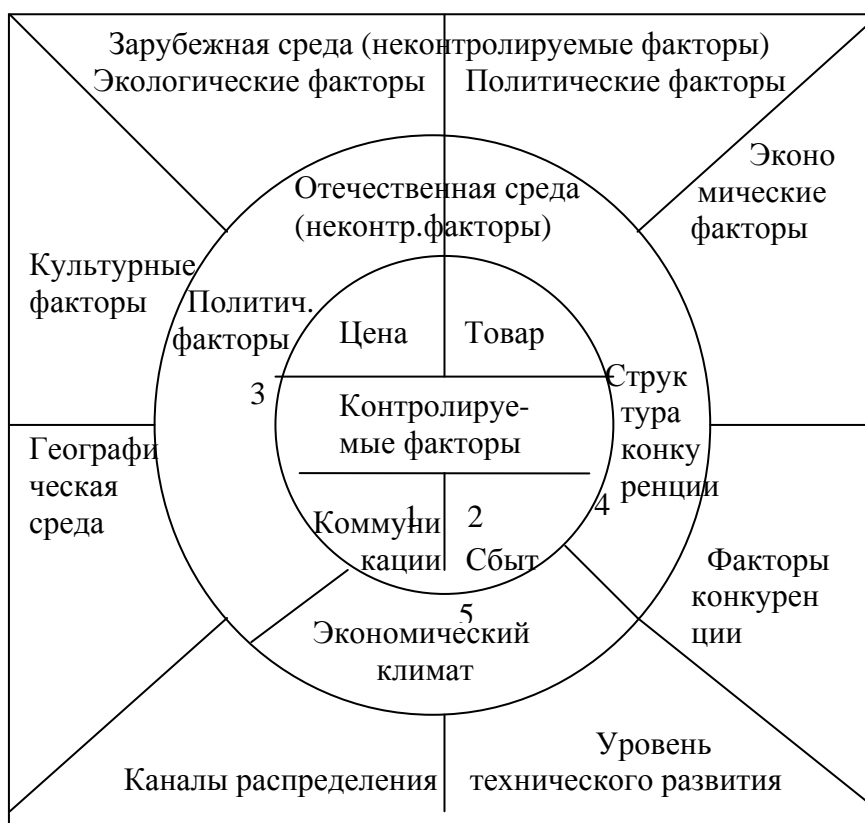 Зарубежная среда (неконтролируемые факторы)
Экологические факторы
Политические факторы
Эконо
мические
факторы
Отечественная среда
(неконтр.факторы)
Культурные
факторы
Политич.
факторы
Цена
Товар
3
Струк
тура
конку
ренции
Контролируе-
мые факторы
Географи
ческая
среда
1
2
4
Коммуни
кации
Сбыт
Факторы
конкурен
ции
5
Экономический
климат
Уровень
технического развития
Каналы распределения